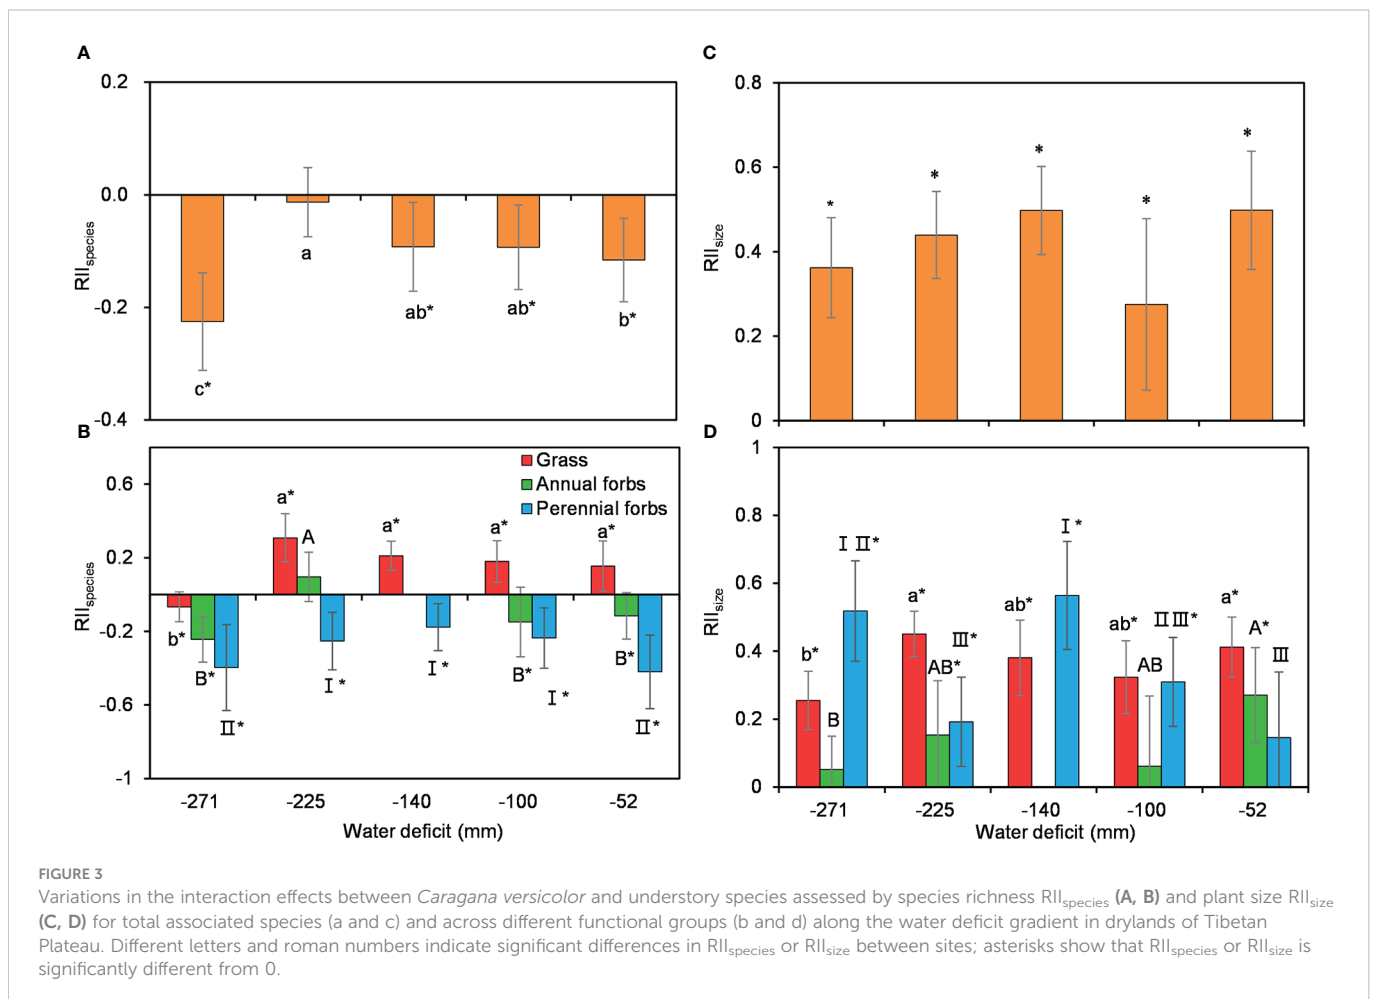 A
0.2
0.0
-0.2
-0.4
RIIspecies
a
ab*
ab*
b*
c*
C
0.8
0.6
0.4
0.2
0
RIIsize
*
*
*
*
*
B
0.6
0.2
-0.2
-0.6
-1
RIIspecies
Grass
Annual forbs
Perennial forbs
a*
A
a*
a*
a*
b*
B*
II*
I*
I*
B*
I*
B*
II*
-271 -225 -140 -100 -52
Water deficit (mm)
D
1
0.8
0.6
0.4
0.2
0
RIIsize
b*
B
I II*
a*
AB*
III*
ab*
I*
ab*
AB
II III*
a*
A*
III
-271 -225 -140 -100 -52
Water deficit (mm)
FIGURE 3
Variations in the interaction effects between Caragana versicolor and understory species assessed by species richness RIIspecies (A, B) and plant size RIIsize
(C, D) for total associated species (a and c) and across different functional groups (b and d) along the water deficit gradient in drylands of Tibetan
Plateau. Different letters and roman numbers indicate significant differences in RIIspecies or RIIsize between sites; asterisks show that RIIspecies or RIIsize is
significantly different from 0.